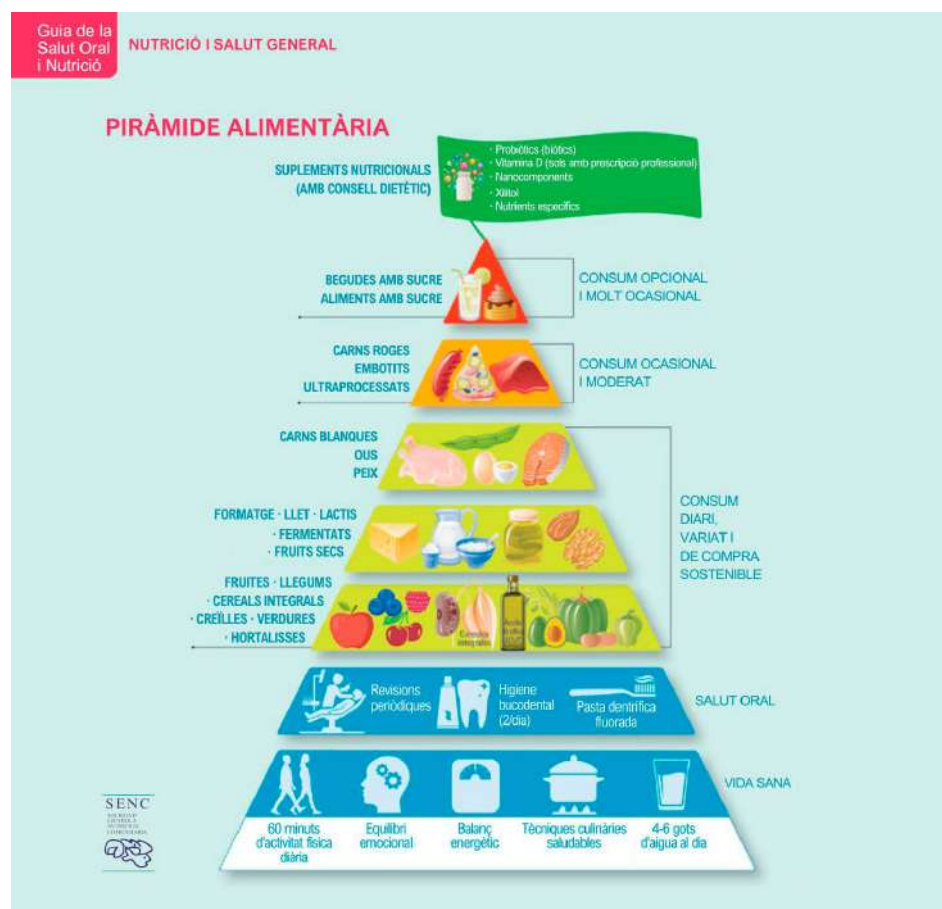 Guia de la
Salut Oral
i Nutrició
NUTRICIÓ I SALUT GENERAL
PIRÀMIDE ALIMENTÀRIA
SUPLEMENTS NUTRICIONALS
(AMB CONSELL DIETÈTIC)
· Probiòtics (biòtics)
· Vitamina D (sols amb prescripció professional)
· Nanocomponents
· Xilitol
· Nutrients específics
BEGUDES AMB SUCRE
ALIMENTS AMB SUCRE
CONSUM OPCIONAL
I MOLT OCASIONAL
CARNS ROGES
EMBOTITS
ULTRAPROCESSATS
CONSUM OCASIONAL
I MODERAT
CARNS BLANQUES
OUS
PEIX
FORMATGE · LLET · LACTIS
· FERMENTATS
· FRUITS SECS
FRUITES · LLEGUMS
· CEREALS INTEGRALS
· CREÏLLES · VERDURES
· HORTALISSES
CONSUM
DIARI,
VARIAT I
DE COMPRA
SOSTENIBLE
Revisions
periòdiques
Higiene
bucodental
(2/dia)
Pasta dentrífica
fluorada
SALUT ORAL
VIDA SANA
60 minuts
d'activitat física
diària
Equilibri
emocional
Balanç
energètic
Tècniques culinàries
saludables
4-6 gots
d'aigua al dia
SENC